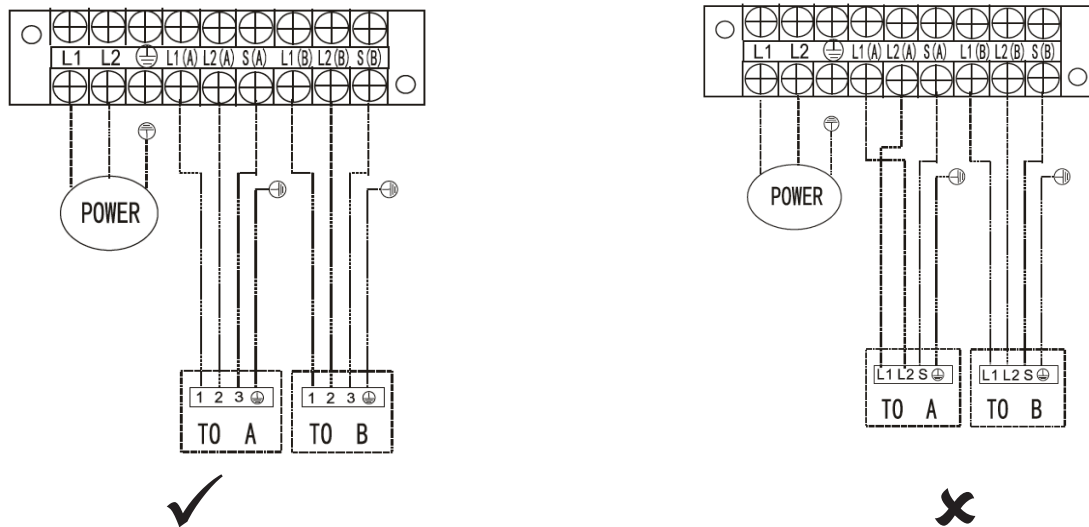 L1 L2 L1(A) L2(A) S(A) L1(B) L2(B) S(B)
POWER
1 2 3
TO A
1 2 3
TO B
L1 L2 L1(A) L2(A) S(A) L1(B) L2(B) S(B)
POWER
L1 L2 S
TO A
L1 L2 S
TO B